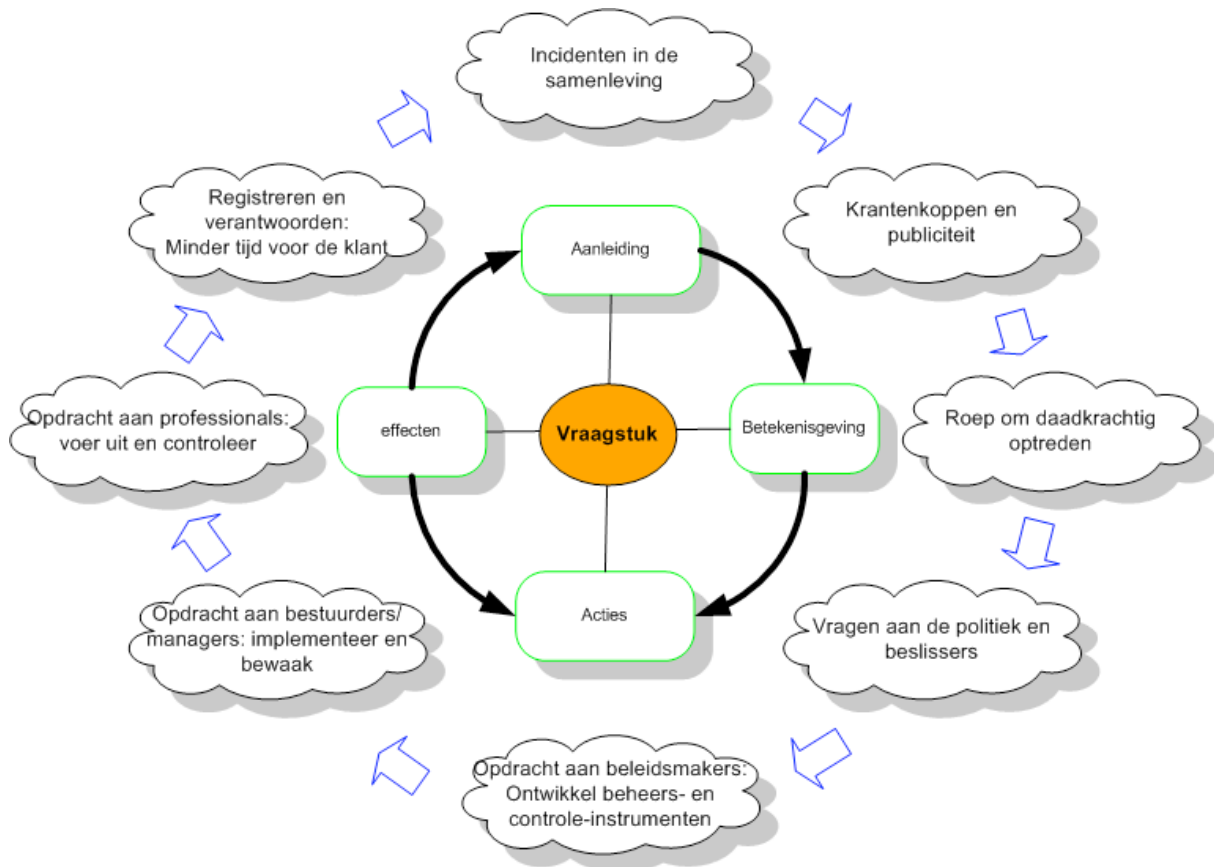 Incidenten in de
samenleving
Krantenkoppen en
publiciteit
Roep om daadkrachtig
optreden
Vragen aan de politiek en
beslissers
Opdracht aan beleidsmakers:
Ontwikkel beheers- en
controle-instrumenten
Opdracht aan bestuurders/
managers: implementeer en
bewaak
Opdracht aan professionals:
voer uit en controleer
Registreren en
verantwoorden:
Minder tijd voor de klant
Aanleiding
Betekenisgeving
Acties
effecten
Vraagstuk